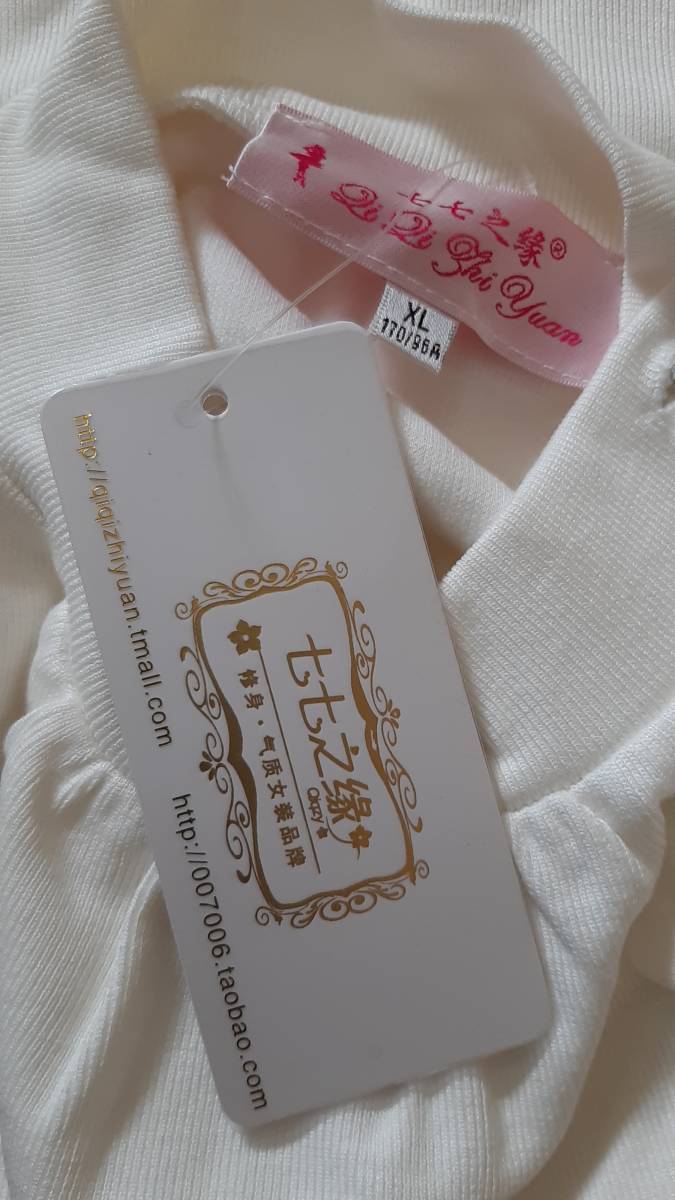 七七之缘®
Qi Qi Zhi Yuan
XL
170/96A
http://qiqizhiyuan.tmall.com
七七之缘
Qiqizy
修身·气质女装品牌
http://007006.taobao.com